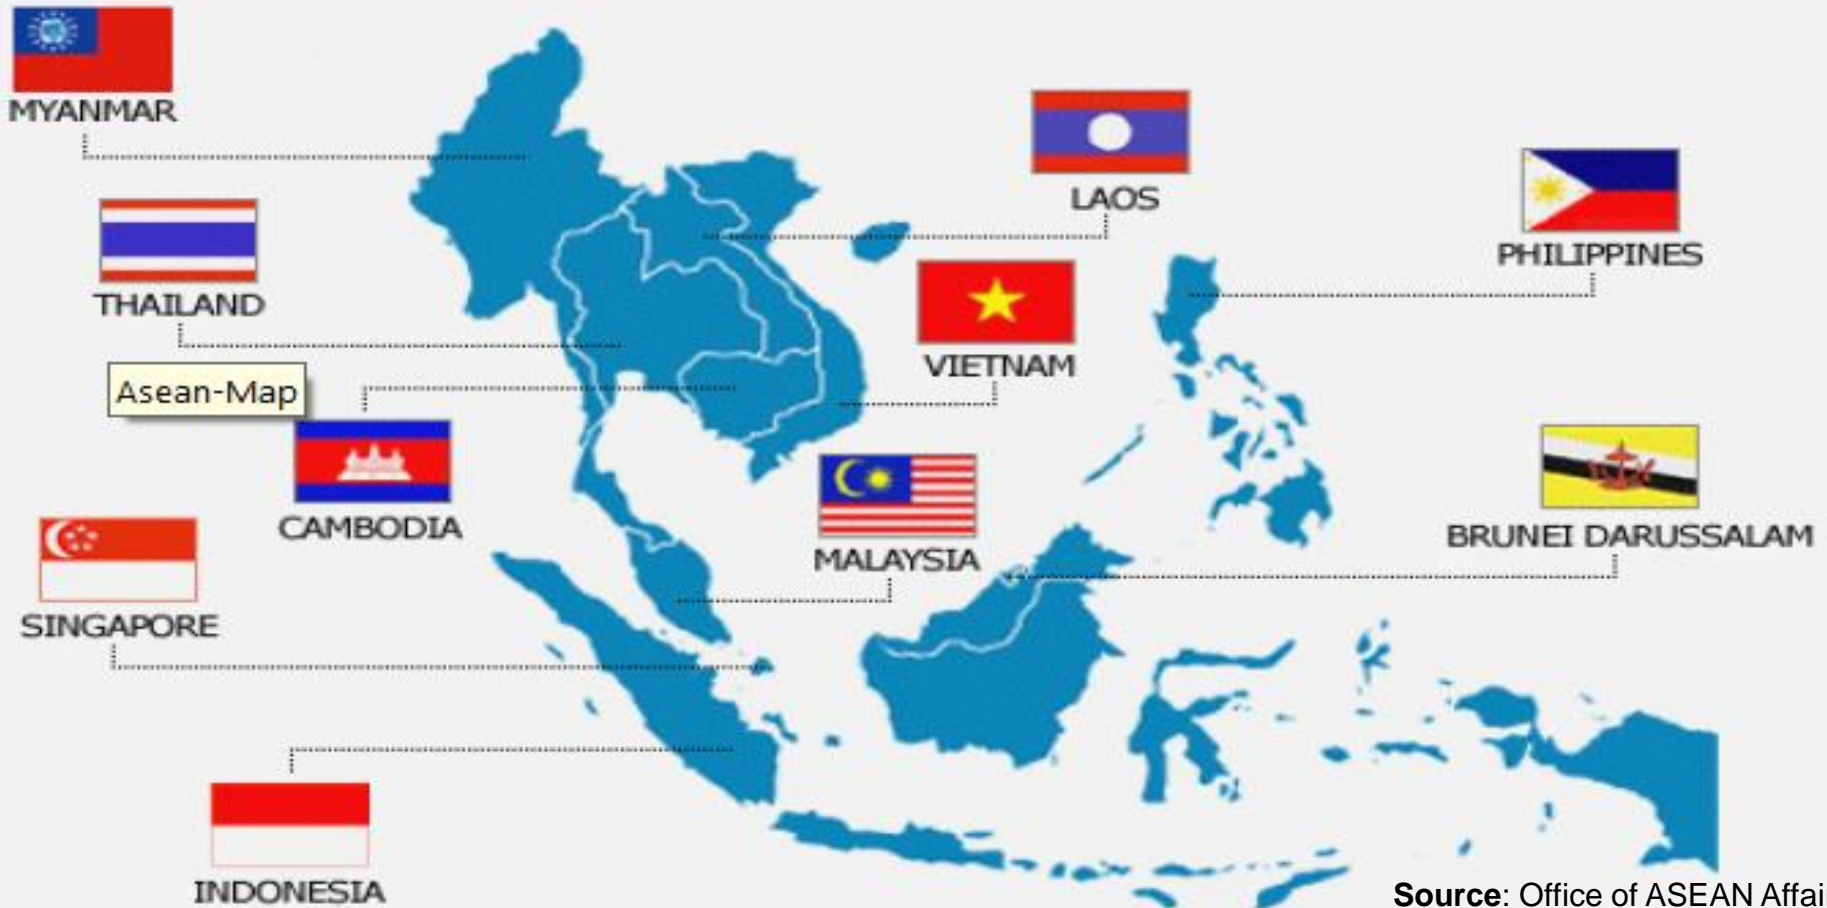 MYANMAR
LAOS
PHILIPPINES
THAILAND
VIETNAM
Asean-Map
CAMBODIA
MALAYSIA
BRUNEI DARUSSALAM
SINGAPORE
INDONESIA
Source: Office of ASEAN Affai